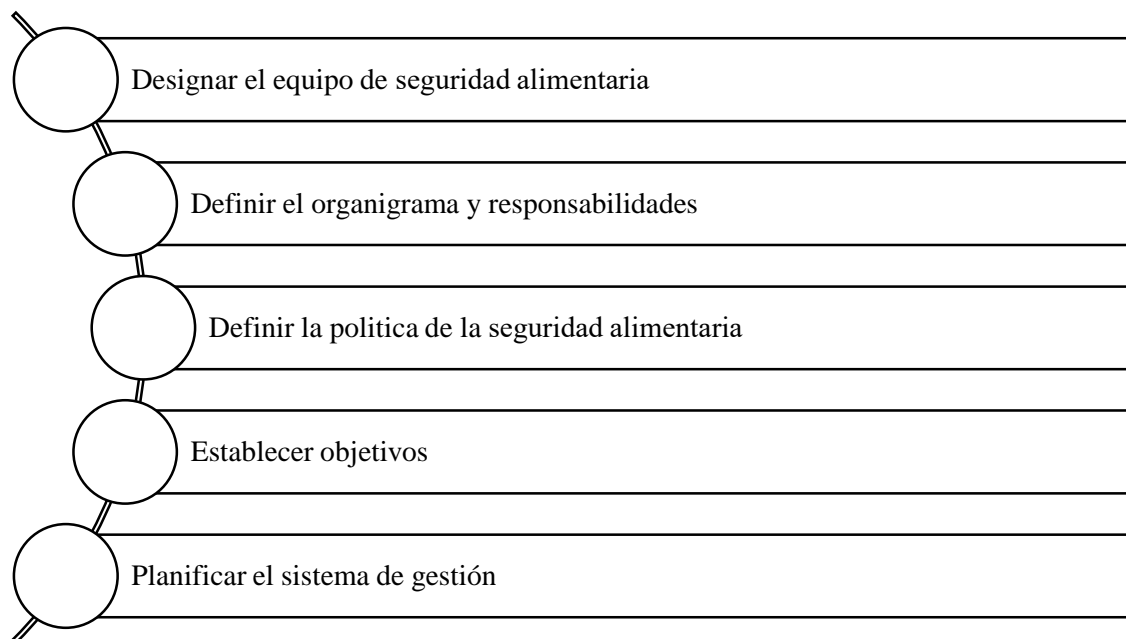 Designar el equipo de seguridad alimentaria
Definir el organigrama y responsabilidades
Definir la politica de la seguridad alimentaria
Establecer objetivos
Planificar el sistema de gestión